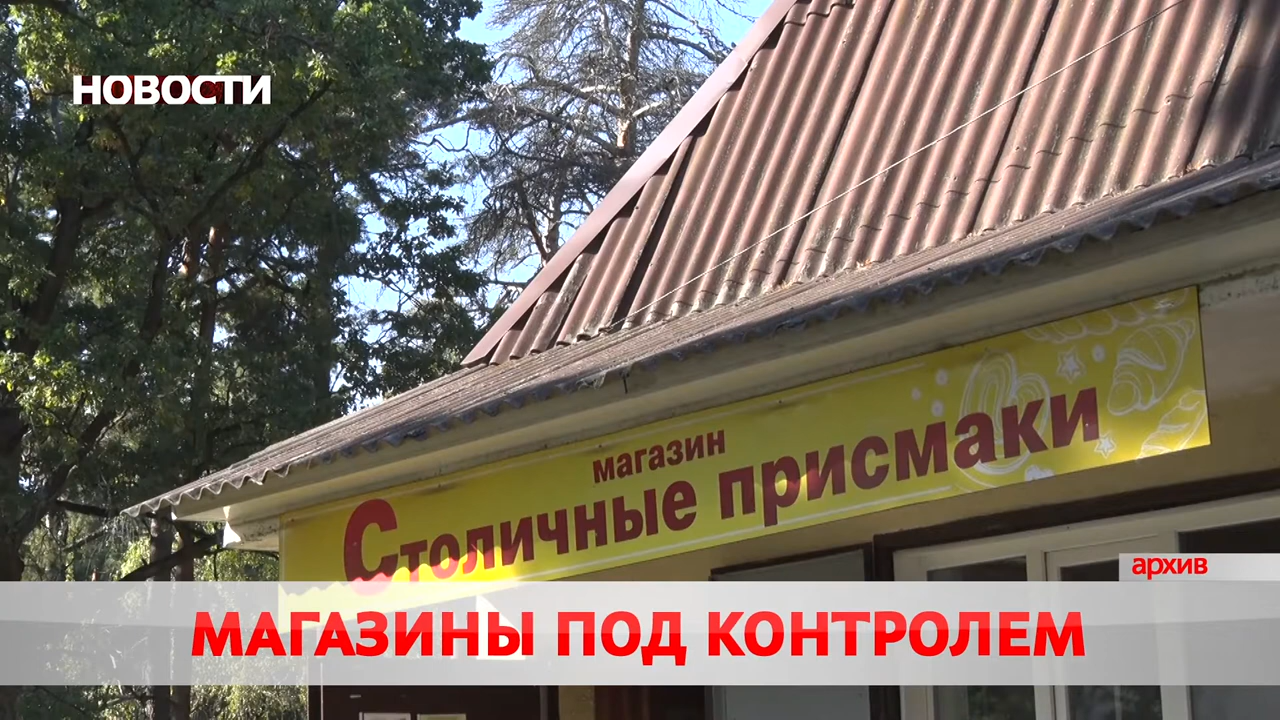 НОВОСТИ
магазин
Столичные присмаки
архив
МАГАЗИНЫ ПОД КОНТРОЛЕМ